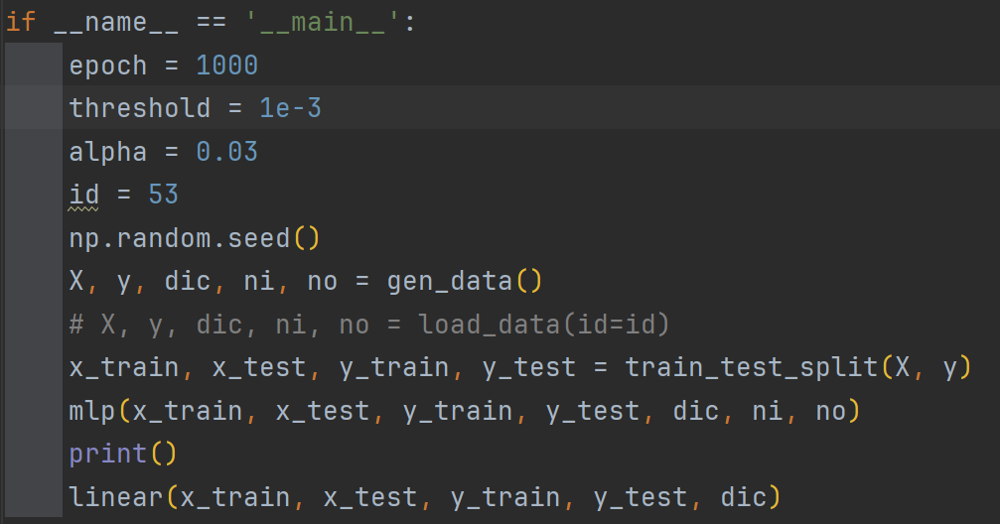 if __name__ == '__main__':
    epoch = 1000
    threshold = 1e-3
    alpha = 0.03
    id = 53
    np.random.seed()
    X, y, dic, ni, no = gen_data()
    # X, y, dic, ni, no = load_data(id=id)
    x_train, x_test, y_train, y_test = train_test_split(X, y)
    mlp(x_train, x_test, y_train, y_test, dic, ni, no)
    print()
    linear(x_train, x_test, y_train, y_test, dic)